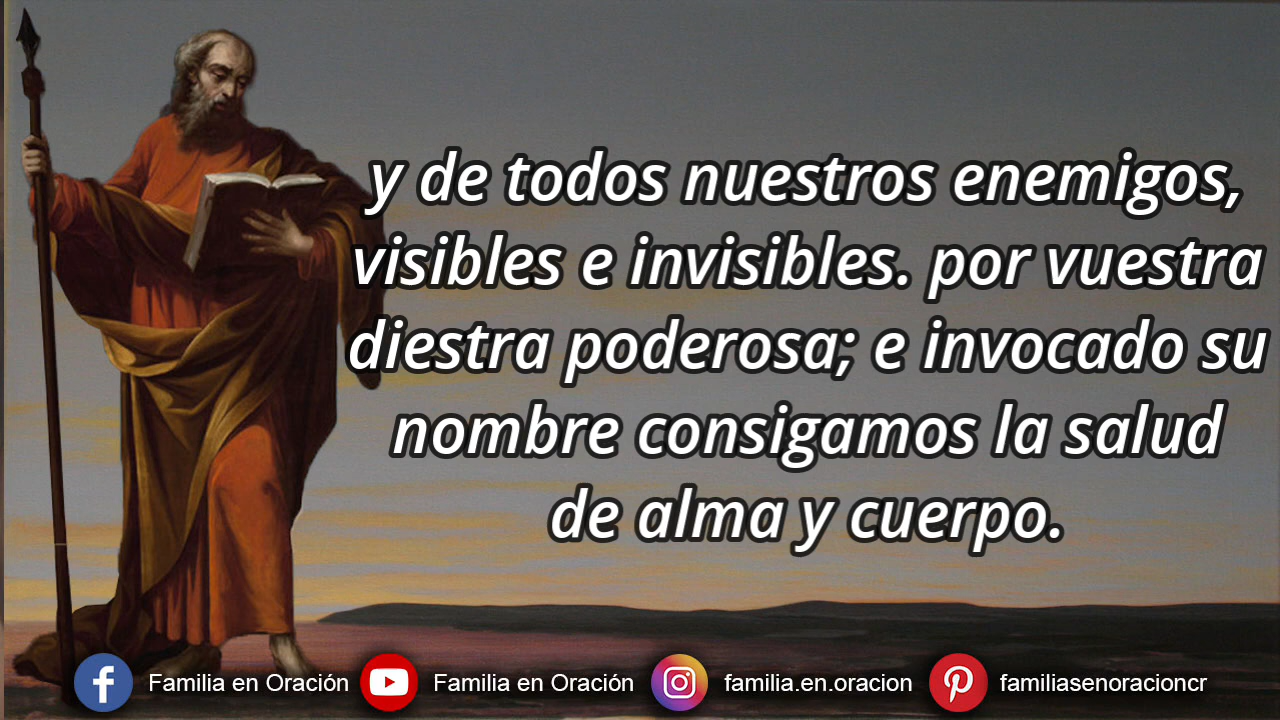 y de todos nuestros enemigos,
visibles e invisibles. por vuestra
diestra poderosa; e invocado su
nombre consigamos la salud
de alma y cuerpo.
Familia en Oración
Familia en Oración
familia.en.oracion
familiasenoracioncr